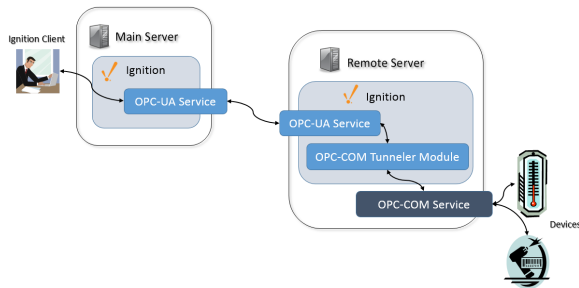 Main Server
Ignition Client
Ignition
OPC-UA Service
Remote Server
Ignition
OPC-UA Service
OPC-COM Tunneler Module
OPC-COM Service
Devices